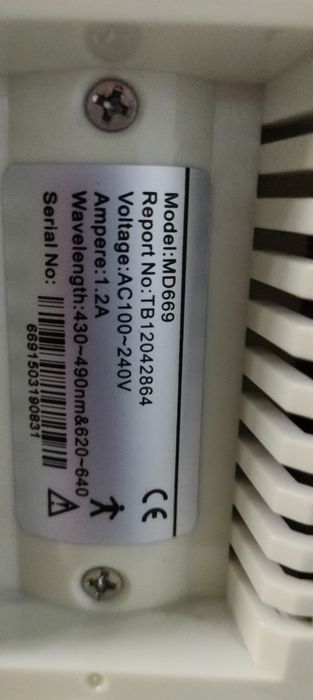 Model:MD669
Report No:TB12042864
Voltage:AC100~240V
Ampere:1.2A
Wavelength:430~490nm&620~640
Serial No:
6691503190831
CE